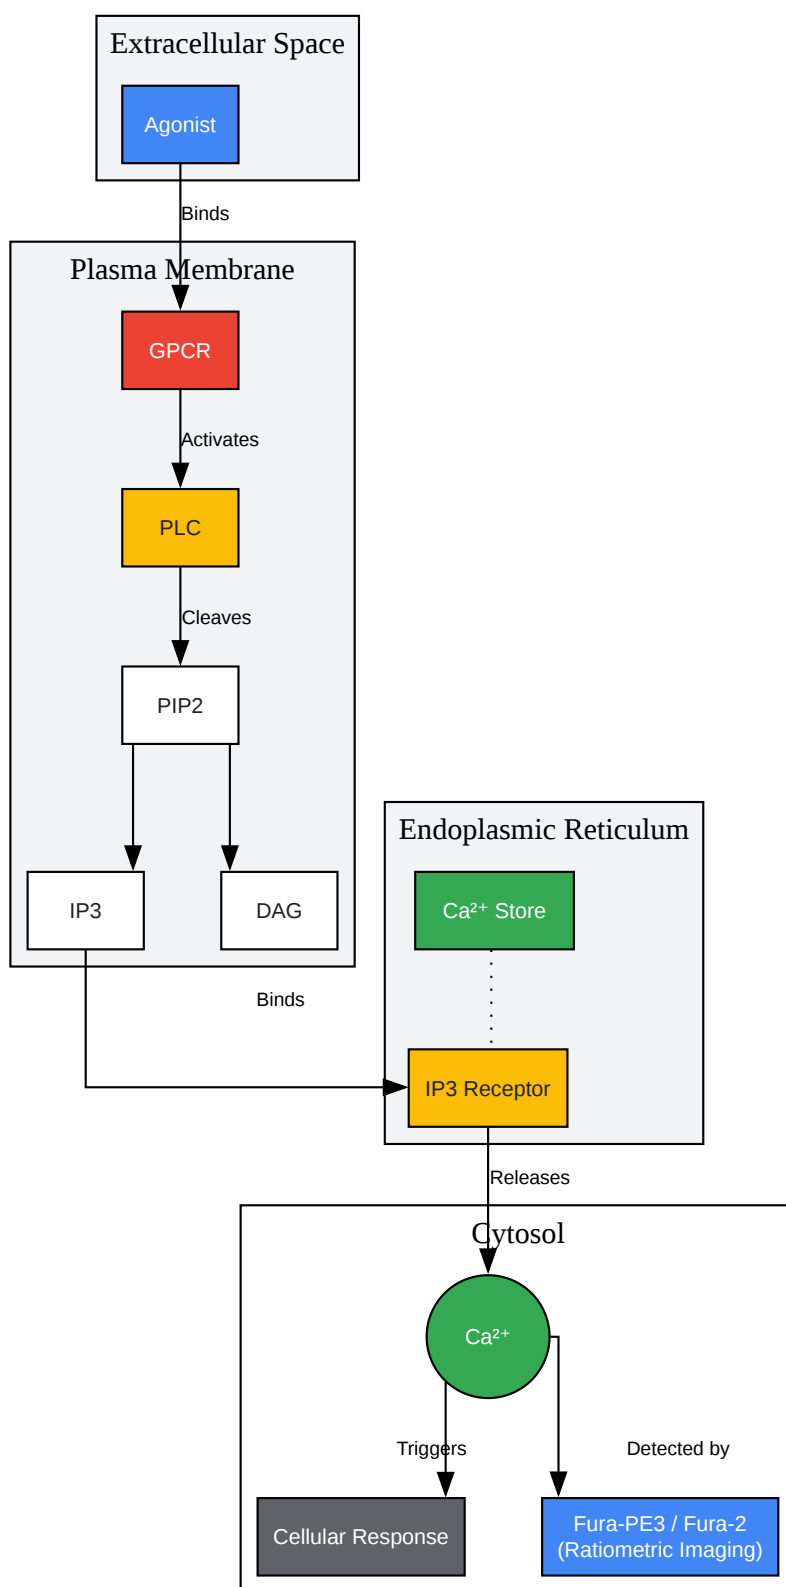 Extracellular Space
Agonist
Binds
Plasma Membrane
GPCR
Activates
PLC
Cleaves
PIP2
IP3
DAG
Endoplasmic Reticulum
Ca²⁺ Store
Binds
IP3 Receptor
Releases
Cytosol
Ca²⁺
Triggers
Detected by
Cellular Response
Fura-PE3 / Fura-2
(Ratiometric Imaging)